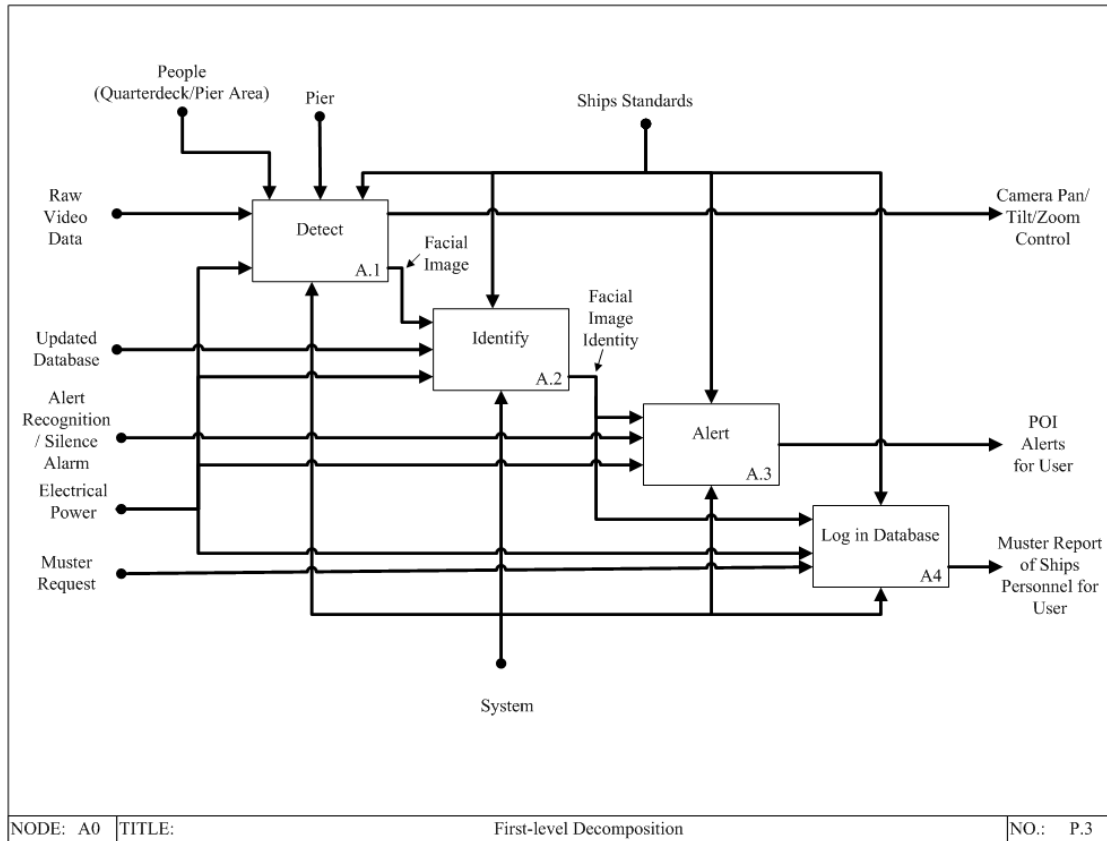 People
(Quarterdeck/Pier Area)
Pier
Ships Standards
Raw
Video
Data
Detect
A.1
Camera Pan/
Tilt/Zoom
Control
Facial
Image
Updated
Database
Identify
A.2
Facial
Image
Identity
Alert
Recognition
/ Silence
Alarm
Alert
A.3
POI
Alerts
for User
Electrical
Power
Log in Database
A4
Muster
Request
Muster Report
of Ships
Personnel for
User
System
NODE: A0
TITLE:
First-level Decomposition
NO.: P.3